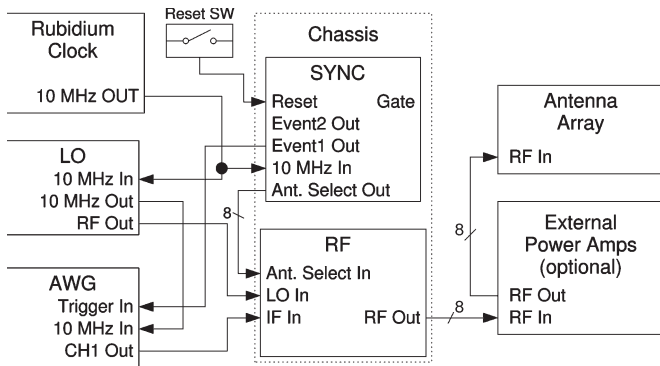 Rubidium
Clock
10 MHz OUT
Reset SW
Chassis
SYNC
Reset Gate
Event2 Out
Event1 Out
10 MHz In
Ant. Select Out
8
LO
10 MHz In
10 MHz Out
RF Out
AWG
Trigger In
10 MHz In
CH1 Out
RF
Ant. Select In
LO In
IF In RF Out
8
Antenna
Array
RF In
8
External
Power Amps
(optional)
RF Out
RF In